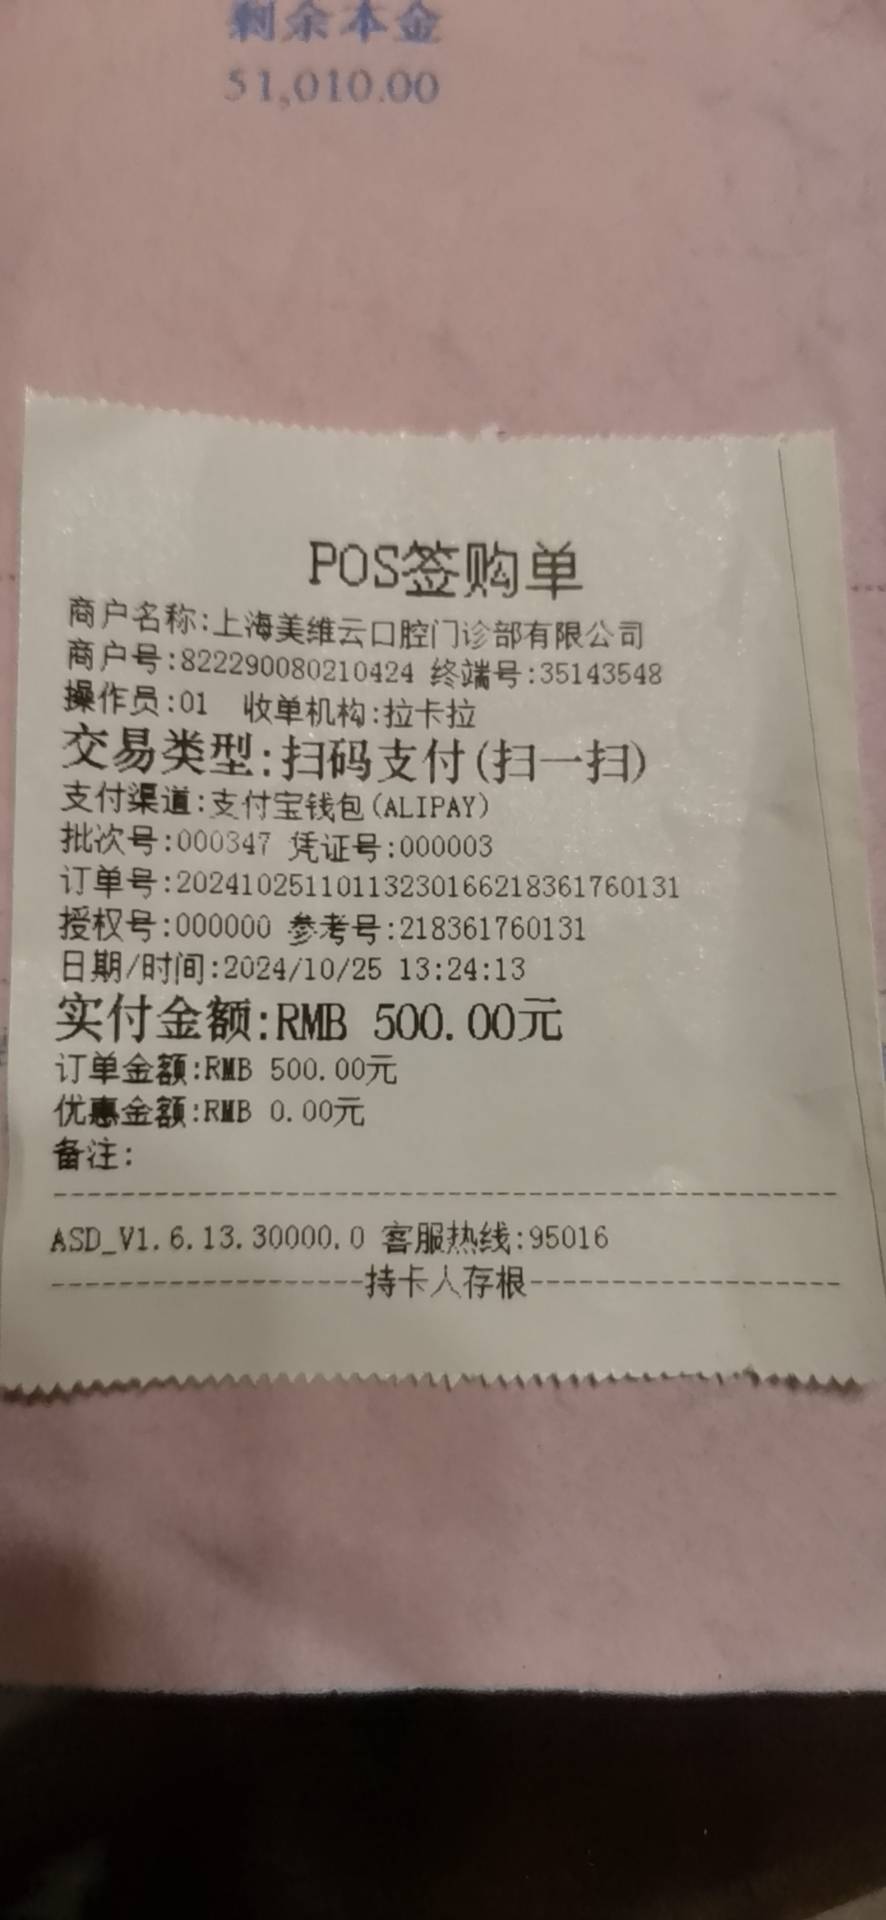 剩余本金
51,010.00
POS签购单
商户名称:上海美维云口腔门诊部有限公司
商户号:822290080210424 终端号:35143548
操作员:01 收单机构:拉卡拉
交易类型:扫码支付(扫一扫)
支付渠道:支付宝钱包(ALIPAY)
批次号:000347 凭证号:000003
订单号:20241025110113230166218361760131
授权号:000000 参考号:218361760131
日期/时间:2024/10/25 13:24:13
实付金额:RMB 500.00元
订单金额:RMB 500.00元
优惠金额:RMB 0.00元
备注:
ASD_V1.6.13.30000.0 客服热线:95016
持卡人存根